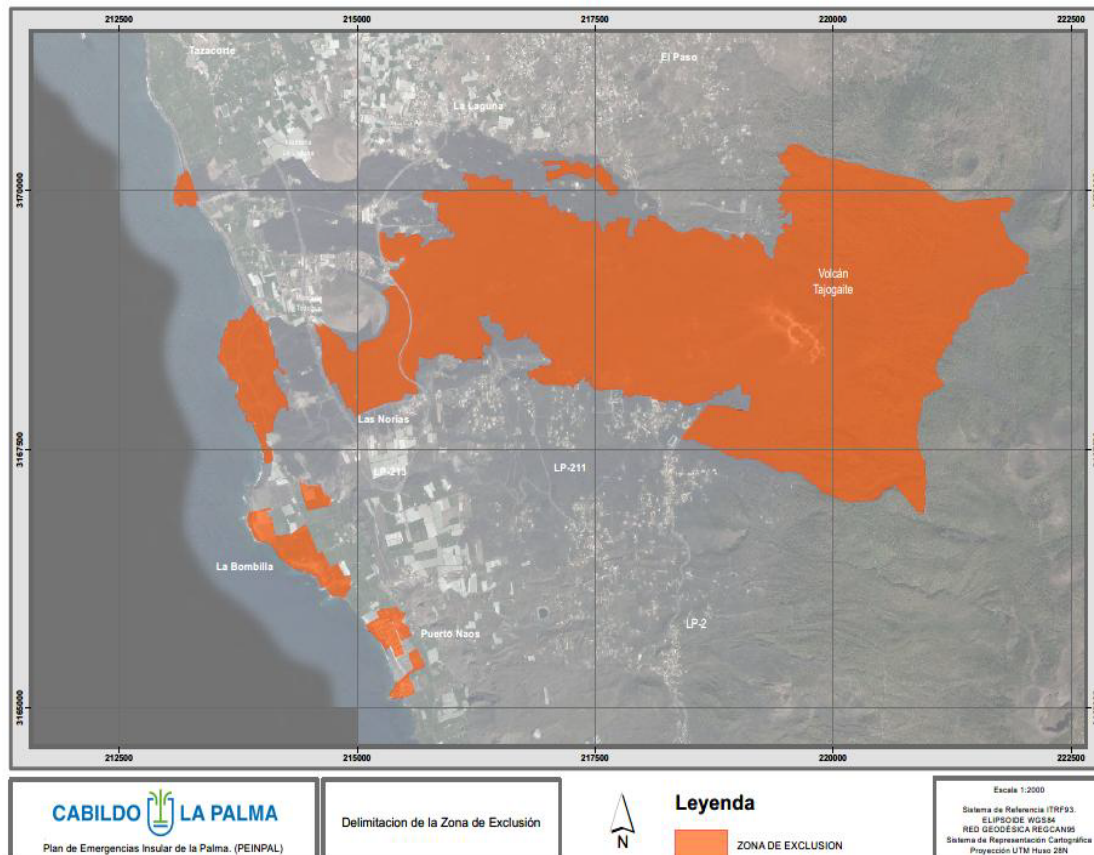 212500 215000 217500 220000 222500
Tazacorte
El Paso
La Laguna
3170000
Volcán
Tajogaite
Las Norias
3167500
LP-213
LP-211
La Bombilla
Puerto Naos
LP-2
3165000
212500 215000 217500 220000 222500
CABILDO LA PALMA
Plan de Emergencias Insular de la Palma. (PEINPAL)
Delimitacion de la Zona de Exclusión
N
Leyenda
ZONA DE EXCLUSION
Escala 1:2000
Sistema de Referencia ITRF93.
ELIPSOIDE WGS84
RED GEODÉSICA REGCAN95
Sistema de Representación Cartográfica
Proyección UTM Huso 28N